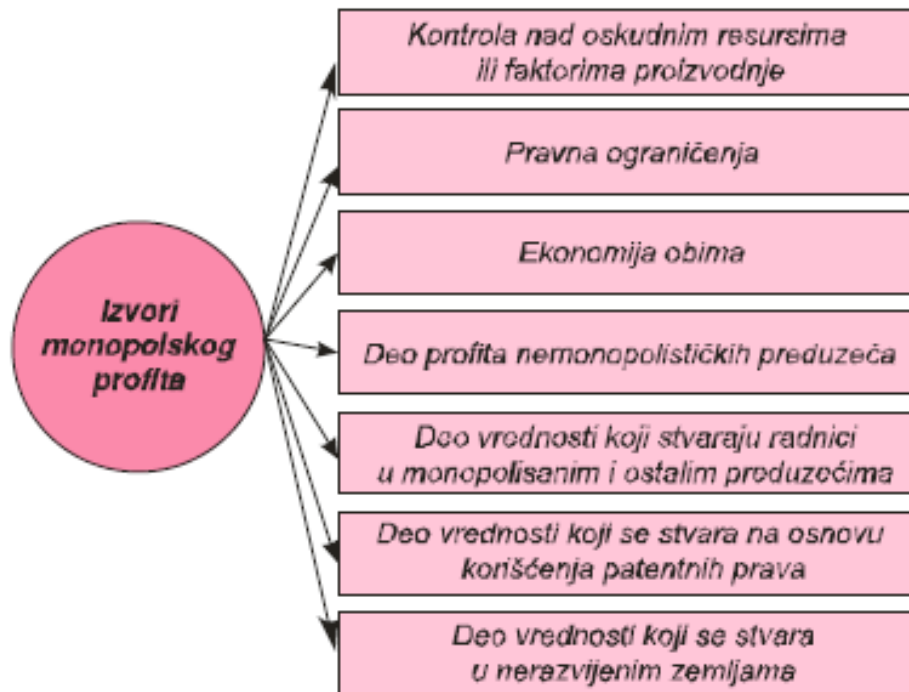 Izvori
monopolskog
profita
Kontrola nad oskudnim resursima
ili faktorima proizvodnje
Pravna ograničenja
Ekonomija obima
Deo profita nemonopolističkih preduzeća
Deo vrednosti koji stvaraju radnici
u monopolisanim i ostalim preduzećima
Deo vrednosti koji se stvara na osnovu
korišćenja patentnih prava
Deo vrednosti koji se stvara
u nerazvijenim zemljama